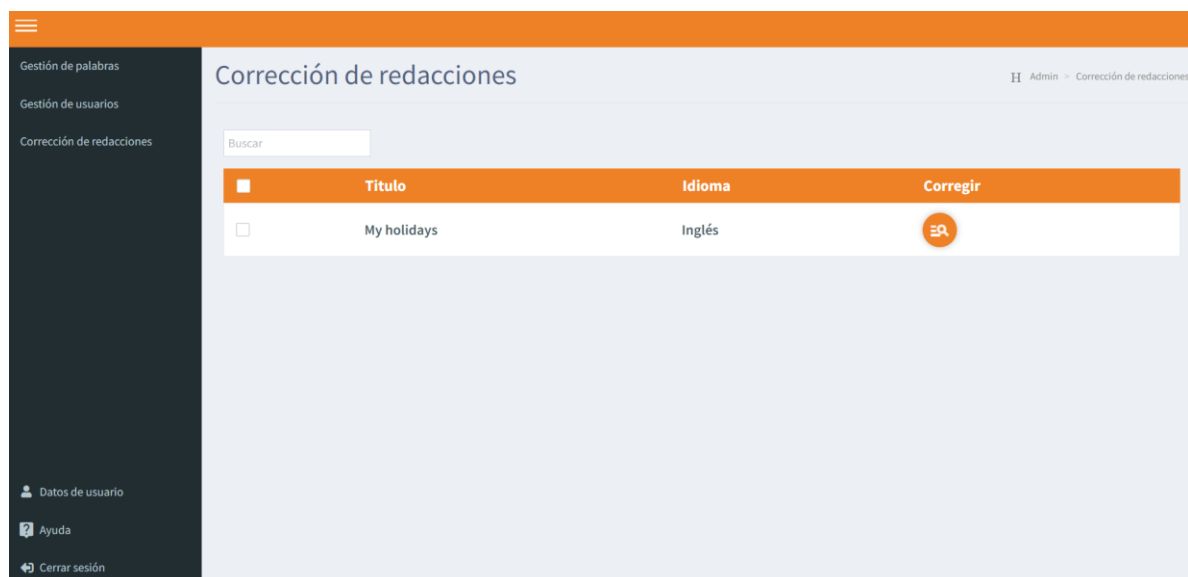 Gestión de palabras
Gestión de usuarios
Corrección de redacciones
Datos de usuario
Ayuda
Cerrar sesión
Corrección de redacciones
H Admin > Corrección de redacciones
Buscar
Titulo Idioma Corregir
My holidays Inglés